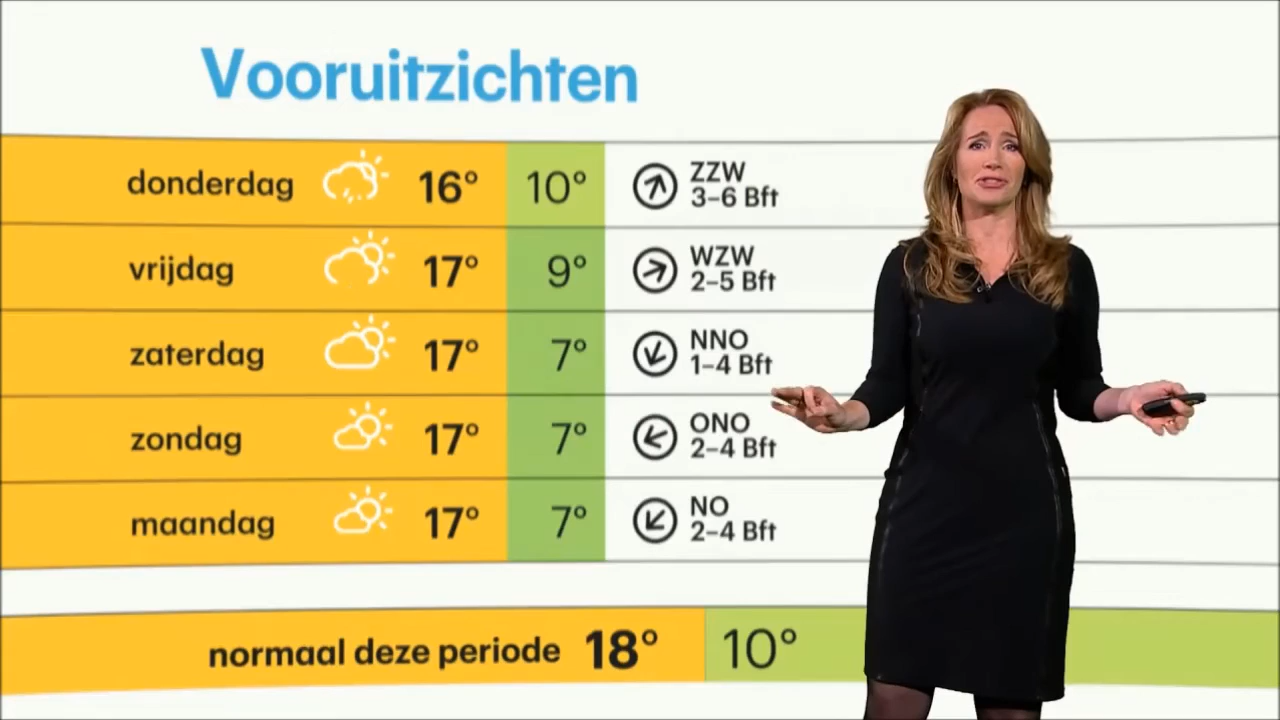 Vooruitzichten
donderdag 16° 10° ZZW
3–6 Bft
vrijdag 17° 9° WZW
2–5 Bft
zaterdag 17° 7° NNO
1–4 Bft
zondag 17° 7° ONO
2–4 Bft
maandag 17° 7° NO
2–4 Bft
normaal deze periode 18° 10°